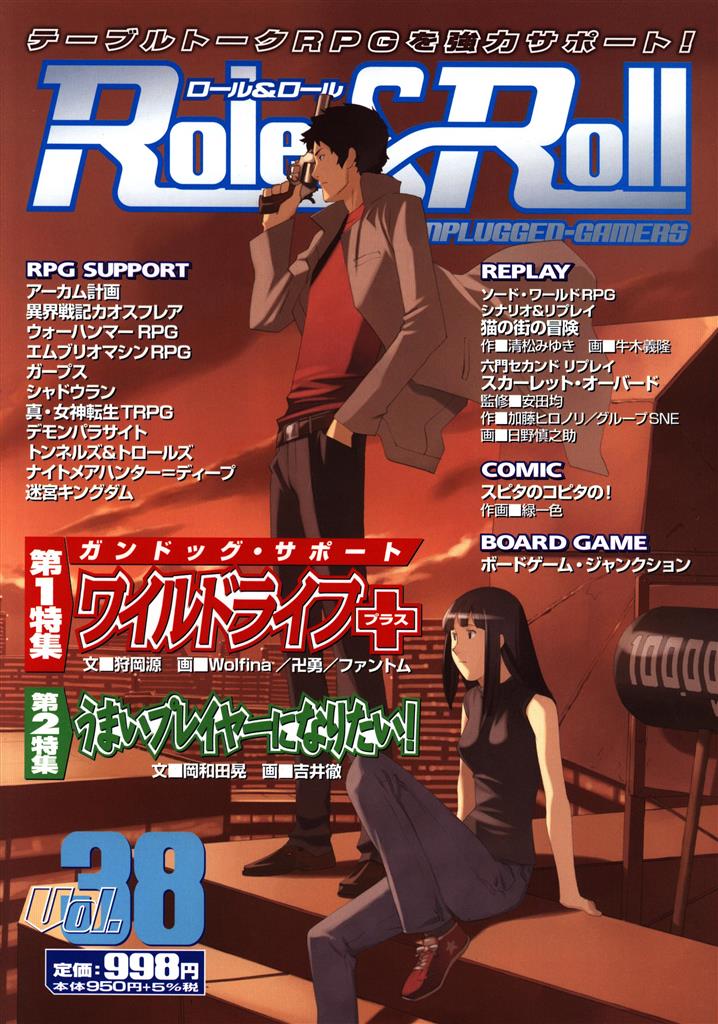 テーブルトークRPGを強力サポート!
ロール&ロール
Role&Roll
UNPLUGGED-GAMERS
RPG SUPPORT
アーカム計画
異界戦記カオスフレア
ウォーハンマーRPG
エムブリオマシンRPG
ガープス
シャドウラン
真・女神転生TRPG
デモンパラサイト
トンネルズ&トロールズ
ナイトメアハンター=ディープ
迷宮キングダム
REPLAY
ソード・ワールドRPG
シナリオ&リプレイ
猫の街の冒険
作■清松みゆき 画■牛木義隆
六門セカンド リプレイ
スカーレット・オーバード
監修■安田均
作■加藤ヒロノリ/グループSNE
画■日野慎之助
COMIC
スピタのコピタの!
作画■緑一色
BOARD GAME
ボードゲーム・ジャンクション
第1特集
ガンドッグ・サポート
ワイルドライフ+
プラス
文■狩岡源 画■Wolfina/卍勇/ファントム
第2特集
うまいプレイヤーになりたい!
文■岡和田晃 画■吉井徹
10000
Vol.38
定価:998円
本体950円+5%税